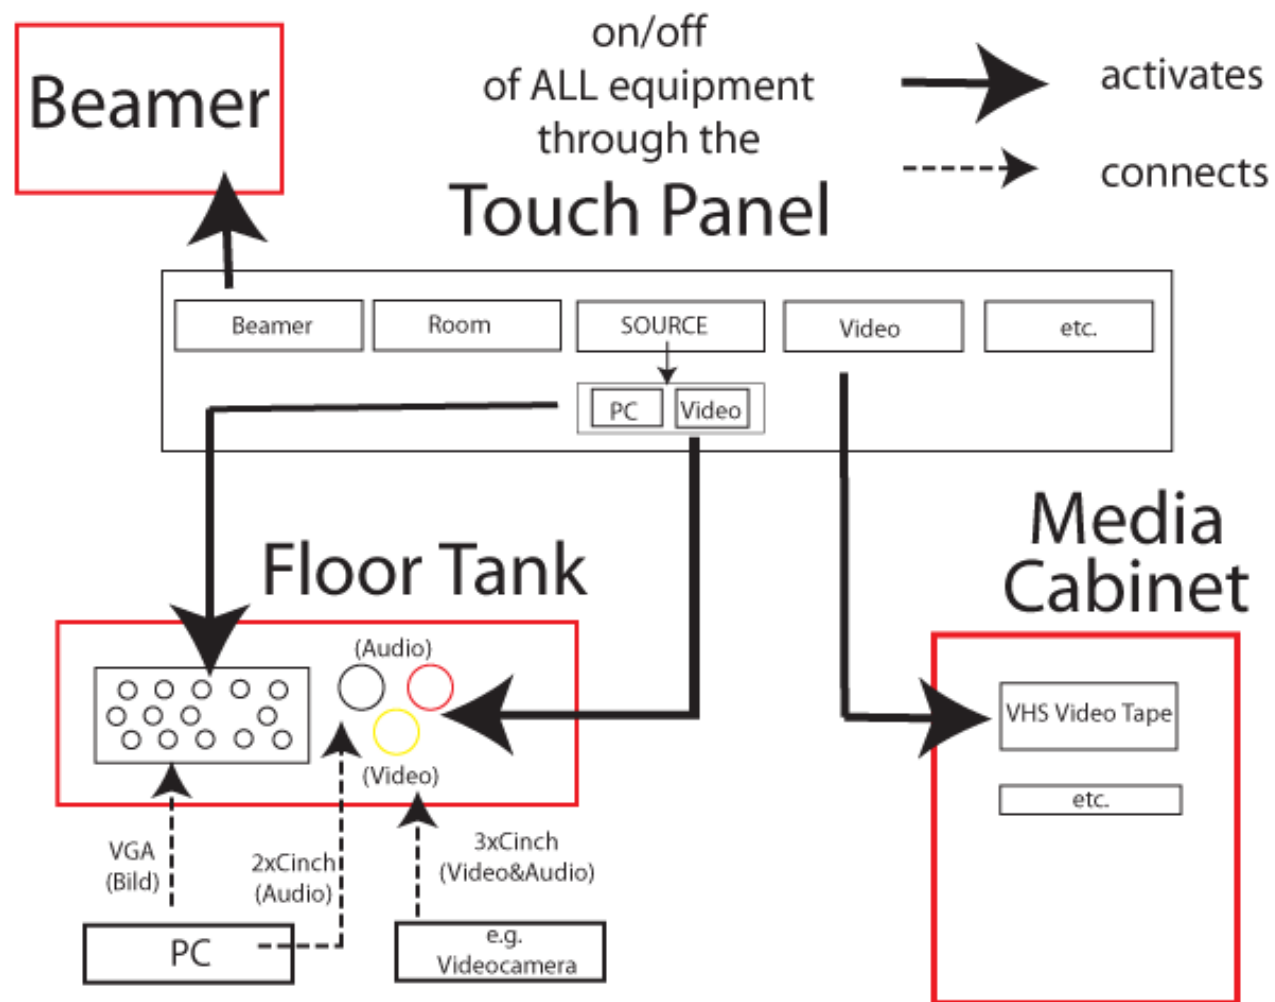 Beamer
on/off
of ALL equipment
through the
Touch Panel
activates
connects
Beamer
Room
SOURCE
Video
etc.
PC
Video
Floor Tank
Media
Cabinet
(Audio)
(Video)
VHS Video Tape
etc.
VGA
(Bild)
2xCinch
(Audio)
3xCinch
(Video&Audio)
PC
e.g.
Videocamera